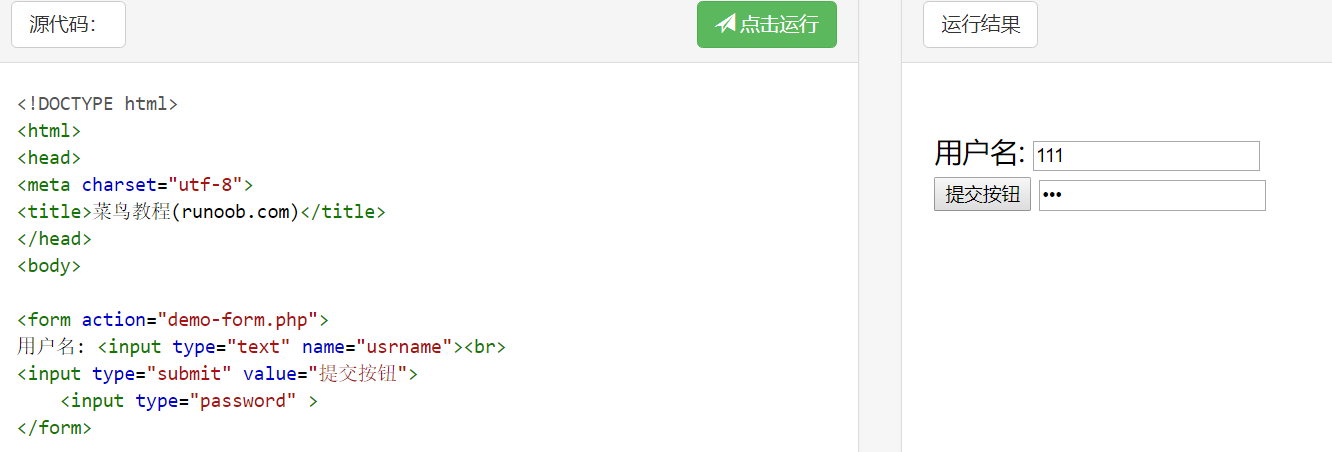 源代码：
点击运行
运行结果
<!DOCTYPE html>
<html>
<head>
<meta charset="utf-8">
<title>菜鸟教程(runoob.com)</title>
</head>
<body>
<form action="demo-form.php">
用户名: <input type="text" name="usrname"><br>
<input type="submit" value="提交按钮">
    <input type="password" >
</form>
用户名: 111
提交按钮 •••